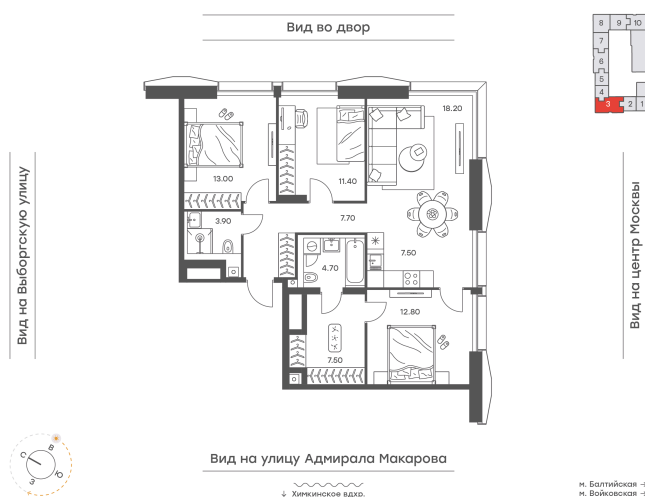 Вид во двор
8 9 10
7
6
5
4
3 2 1
18.20
13.00
11.40
3.90
7.70
7.50
4.70
12.80
7.50
Вид на Выборгскую улицу
Вид на центр Москвы
Вид на улицу Адмирала Макарова
↓ Химкинское вдхр.
С В Ю З
м. Балтийская
м. Войковская